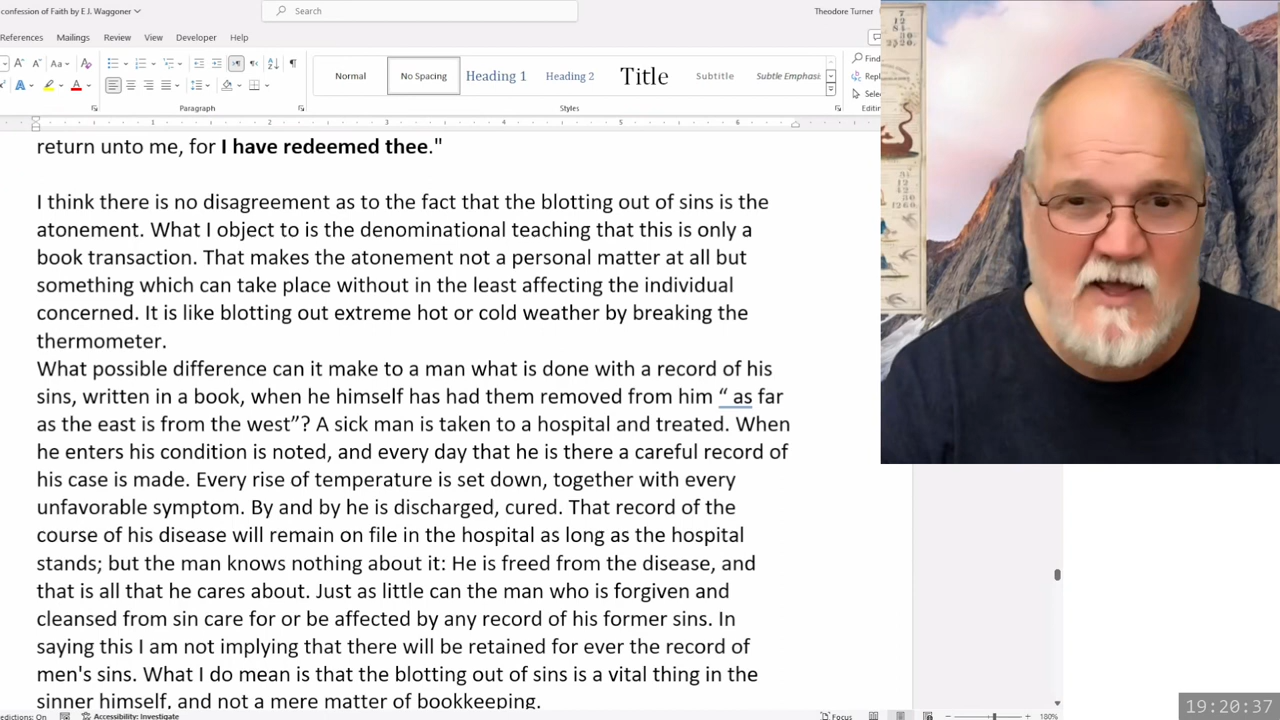 confession of Faith by E.J. Waggoner
Search
Theodore Turner
References Mailings Review View Developer Help
Normal No Spacing Heading 1 Heading 2 Title Subtitle Subtle Emphasi
Paragraph Styles
return unto me, for I have redeemed thee."
I think there is no disagreement as to the fact that the blotting out of sins is the
atonement. What I object to is the denominational teaching that this is only a
book transaction. That makes the atonement not a personal matter at all but
something which can take place without in the least affecting the individual
concerned. It is like blotting out extreme hot or cold weather by breaking the
thermometer.
What possible difference can it make to a man what is done with a record of his
sins, written in a book, when he himself has had them removed from him “ as far
as the east is from the west”? A sick man is taken to a hospital and treated. When
he enters his condition is noted, and every day that he is there a careful record of
his case is made. Every rise of temperature is set down, together with every
unfavorable symptom. By and by he is discharged, cured. That record of the
course of his disease will remain on file in the hospital as long as the hospital
stands; but the man knows nothing about it: He is freed from the disease, and
that is all that he cares about. Just as little can the man who is forgiven and
cleansed from sin care for or be affected by any record of his former sins. In
saying this I am not implying that there will be retained for ever the record of
men's sins. What I do mean is that the blotting out of sins is a vital thing in the
sinner himself, and not a mere matter of bookkeeping.
edictions: On Accessibility: Investigate Focus 180%
19:20:37